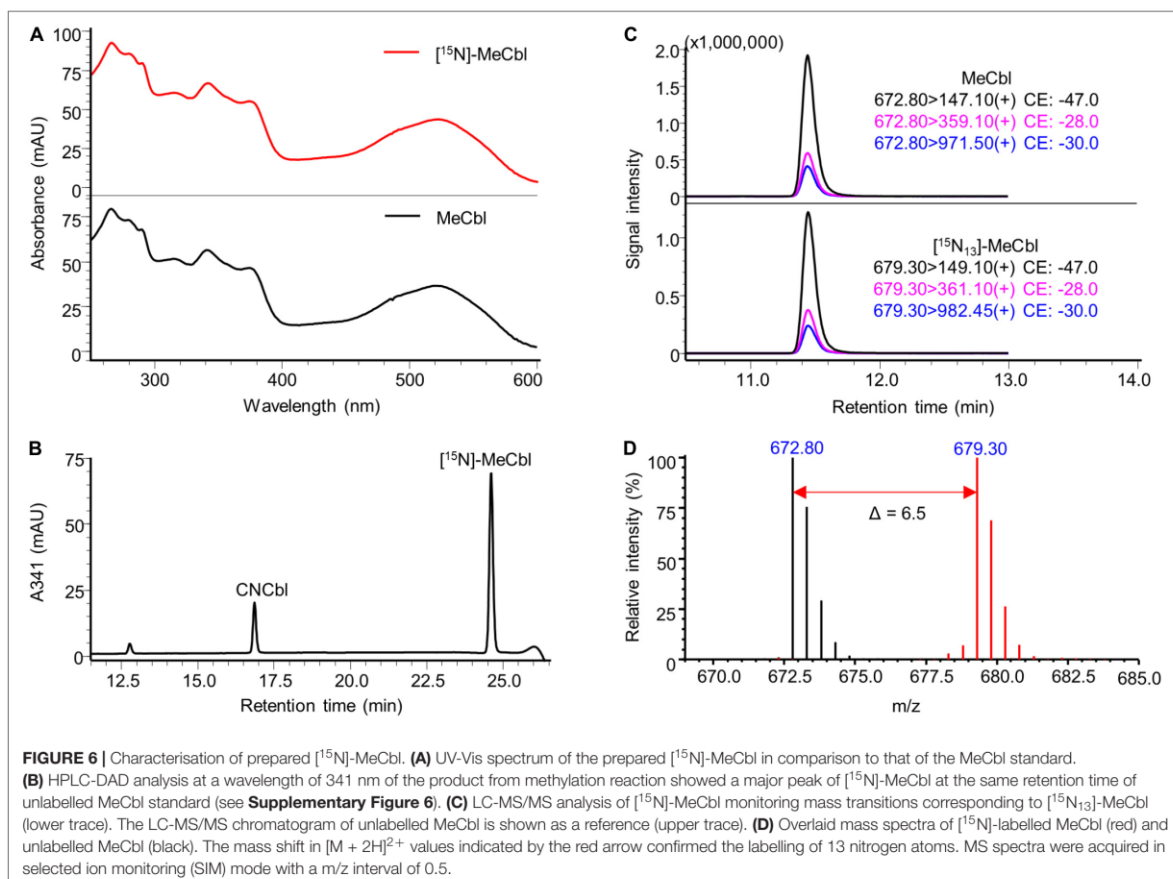 A
100
75
50
25
0
[¹⁵N]-MeCbl
75
50
25
0
MeCbl
Absorbance (mAU)
300 400 500 600
Wavelength (nm)
B
75
50
25
0
A341 (mAU)
CNCbl
[¹⁵N]-MeCbl
12.5 15.0 17.5 20.0 22.5 25.0
Retention time (min)
C
(x1,000,000)
2.0
1.5
1.0
0.5
0
MeCbl
672.80>147.10(+) CE: -47.0
672.80>359.10(+) CE: -28.0
672.80>971.50(+) CE: -30.0
1.0
0.5
0
[¹⁵N₁₃]-MeCbl
679.30>149.10(+) CE: -47.0
679.30>361.10(+) CE: -28.0
679.30>982.45(+) CE: -30.0
Signal intensity
11.0 12.0 13.0 14.0
Retention time (min)
D
672.80 679.30
100
75
50
25
0
Relative intensity (%)
Δ = 6.5
670.0 672.5 675.0 677.5 680.0 682.5 685.0
m/z
FIGURE 6 | Characterisation of prepared [¹⁵N]-MeCbl. (A) UV-Vis spectrum of the prepared [¹⁵N]-MeCbl in comparison to that of the MeCbl standard.
(B) HPLC-DAD analysis at a wavelength of 341 nm of the product from methylation reaction showed a major peak of [¹⁵N]-MeCbl at the same retention time of
unlabelled MeCbl standard (see Supplementary Figure 6). (C) LC-MS/MS analysis of [¹⁵N]-MeCbl monitoring mass transitions corresponding to [¹⁵N₁₃]-MeCbl
(lower trace). The LC-MS/MS chromatogram of unlabelled MeCbl is shown as a reference (upper trace). (D) Overlaid mass spectra of [¹⁵N]-labelled MeCbl (red) and
unlabelled MeCbl (black). The mass shift in [M + 2H]²⁺ values indicated by the red arrow confirmed the labelling of 13 nitrogen atoms. MS spectra were acquired in
selected ion monitoring (SIM) mode with a m/z interval of 0.5.